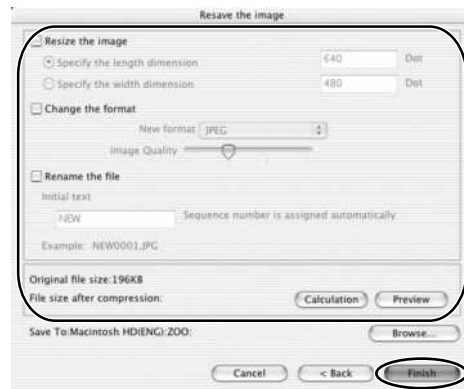 Resave the image
Resize the image
Specify the length dimension 640 Dot
Specify the width dimension 480 Dot
Change the format
New format JPEG
Image Quality
Rename the file
Initial text
NEW Sequence number is assigned automatically
Example: NEW0001.JPG
Original file size:196KB
File size after compression: Calculation Preview
Save To:Macintosh HD(ENG):ZOO: Browse...
Cancel < Back Finish